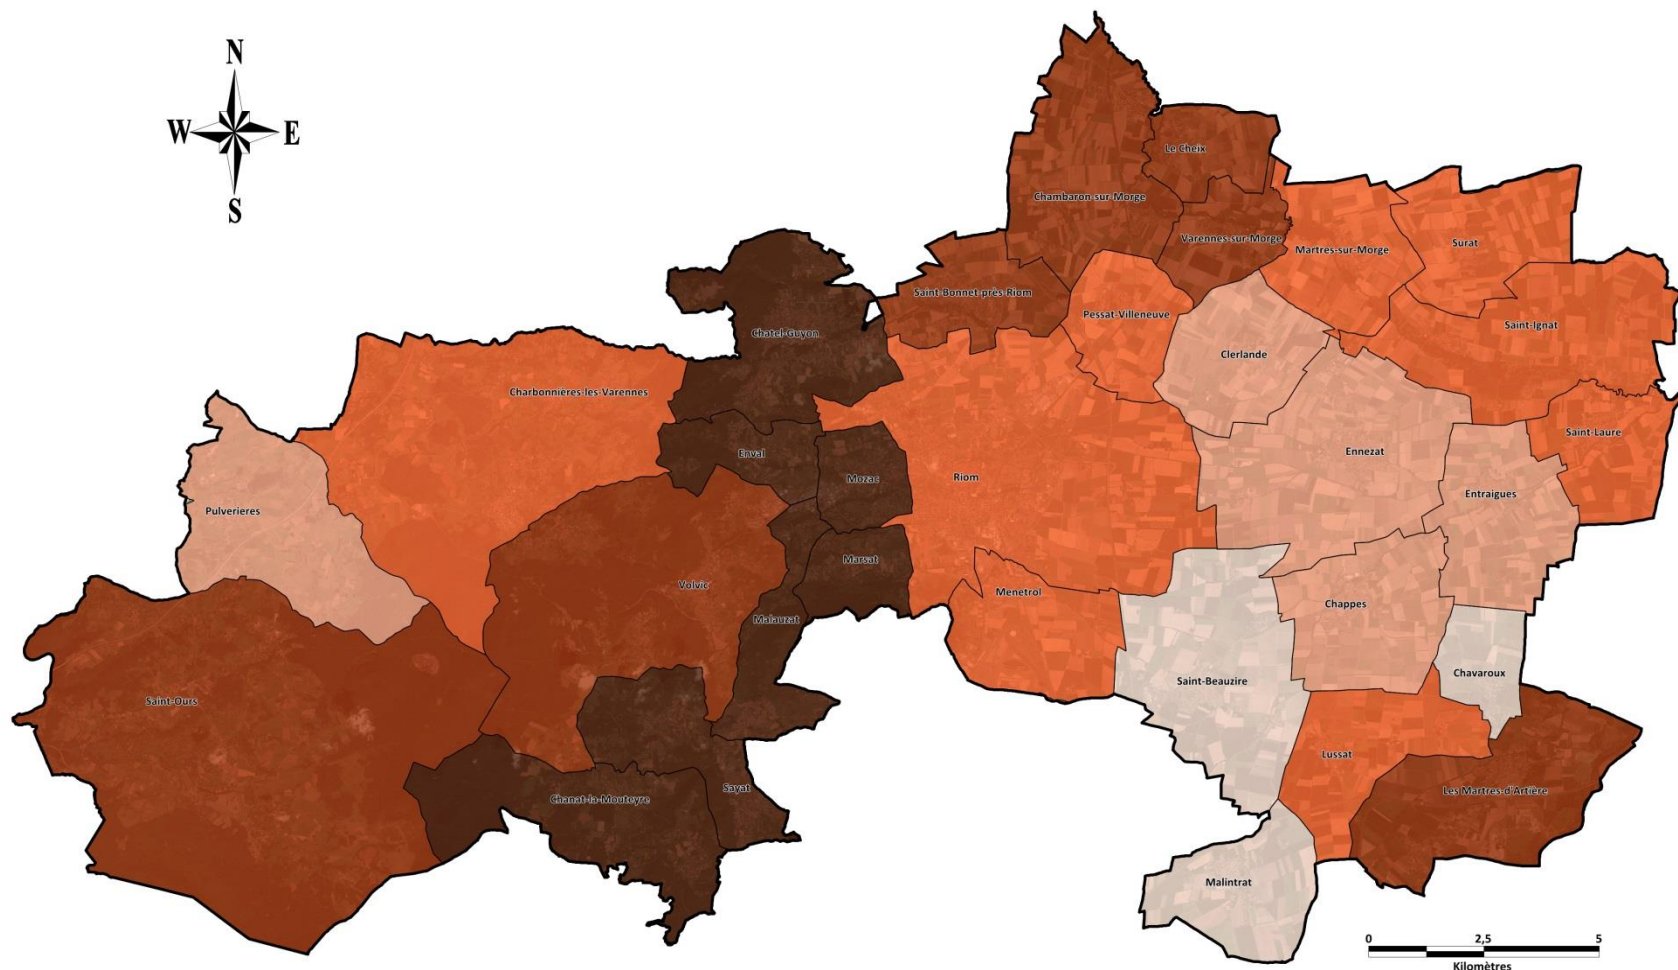 N
W E
S
Le Cheix
Chambaron sur Morge
Varennes-sur-Morge
Martres-sur-Morge
Surat
Saint-Bonnet-près-Riom
Pessat-Villeneuve
Saint-Ignat
Chatel-Guyon
Clerlande
Charbonnières-les-Varennes
Saint-Laure
Enval
Ennezat
Mozac
Riom
Entraigues
Pulverieres
Marsat
Volvic
Menetrol
Chappes
Malauzat
Chavaroux
Saint-Beauzire
Saint-Ours
Lussat
Sayat
Les Martres-d'Artière
Chanat-la-Mouteyre
Malintrat
0 2,5 5
Kilomètres